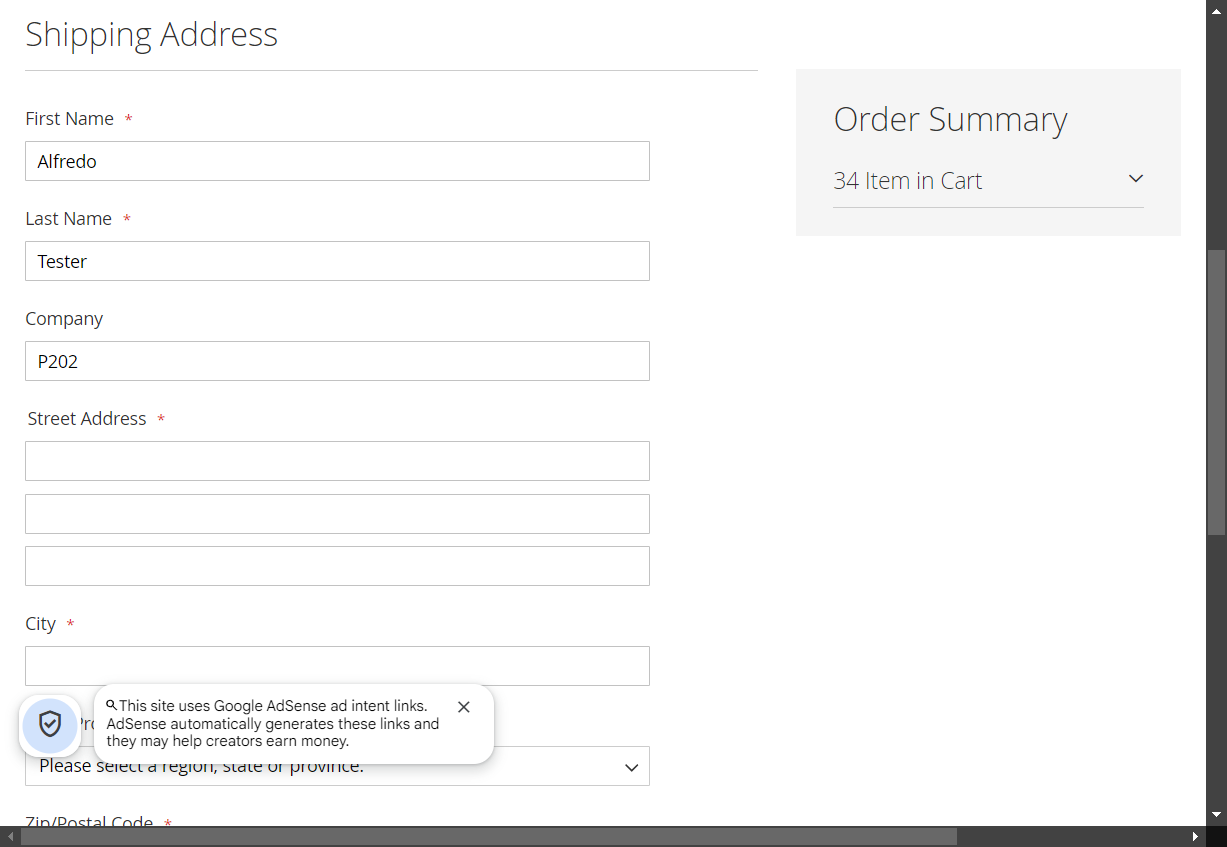 Shipping Address
First Name *
Alfredo
Last Name *
Tester
Company
P202
Street Address *
City *
This site uses Google AdSense ad intent links.
AdSense automatically generates these links and
they may help creators earn money.
Please select a region, state or province.
Zip/Postal Code *
Order Summary
34 Item in Cart